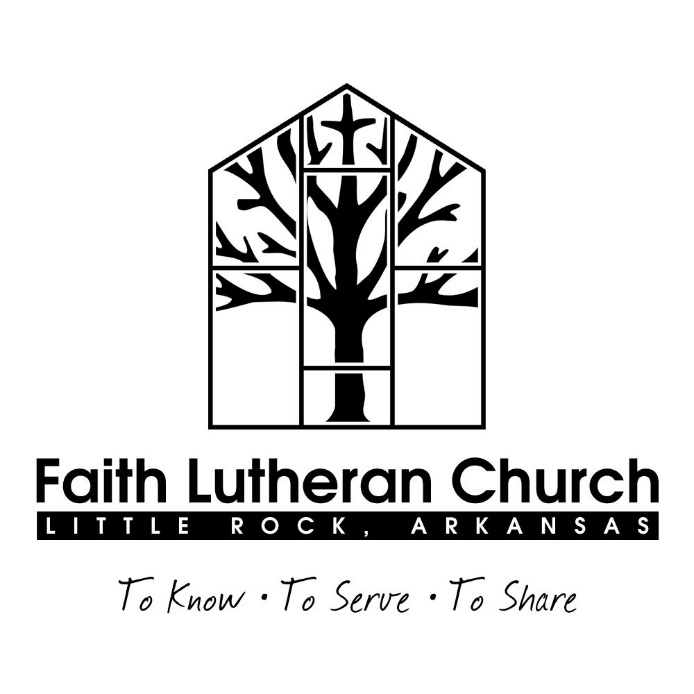 Faith Lutheran Church
LITTLE ROCK, ARKANSAS
To Know · To Serve · To Share